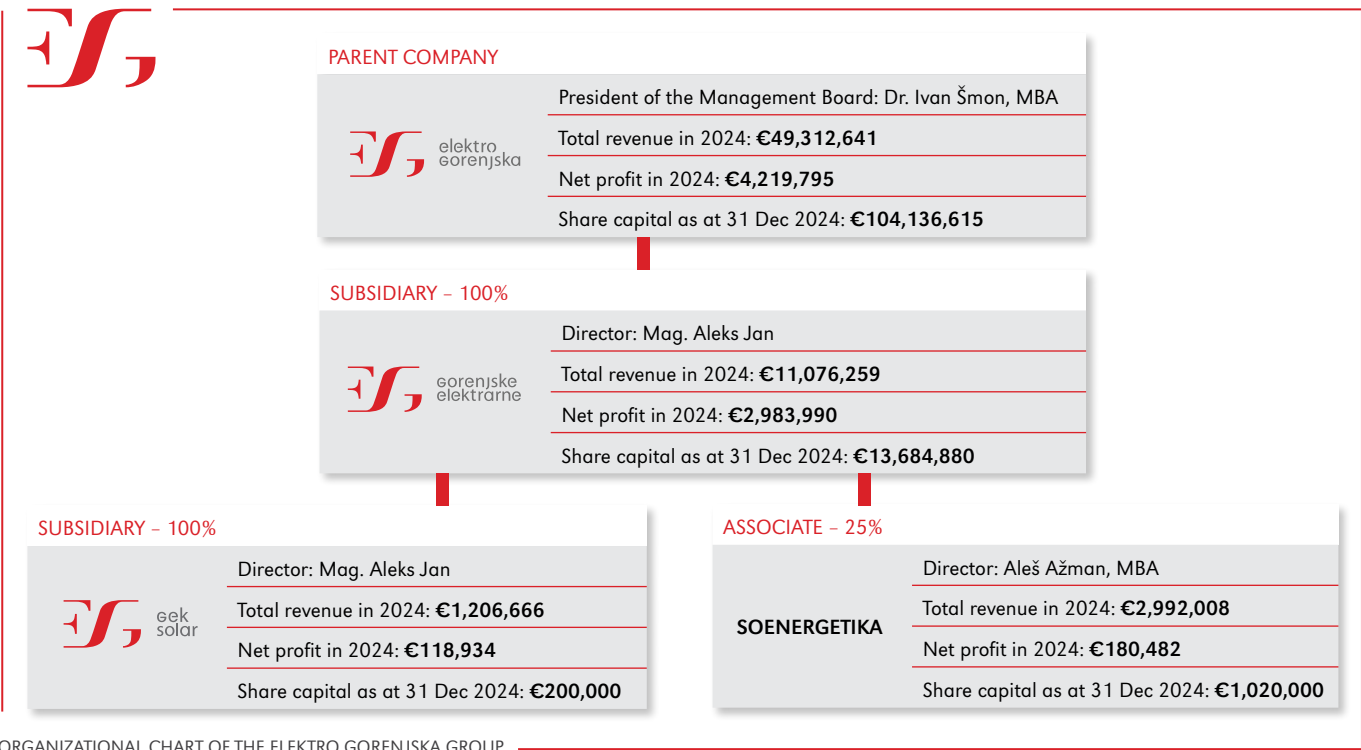 PARENT COMPANY
elektro
gorenjska
President of the Management Board: Dr. Ivan Šmon, MBA
Total revenue in 2024: €49,312,641
Net profit in 2024: €4,219,795
Share capital as at 31 Dec 2024: €104,136,615
SUBSIDIARY – 100%
gorenjske
elektrarne
Director: Mag. Aleks Jan
Total revenue in 2024: €11,076,259
Net profit in 2024: €2,983,990
Share capital as at 31 Dec 2024: €13,684,880
SUBSIDIARY – 100%
gek
solar
Director: Mag. Aleks Jan
Total revenue in 2024: €1,206,666
Net profit in 2024: €118,934
Share capital as at 31 Dec 2024: €200,000
ASSOCIATE – 25%
SOENERGETIKA
Director: Aleš Ažman, MBA
Total revenue in 2024: €2,992,008
Net profit in 2024: €180,482
Share capital as at 31 Dec 2024: €1,020,000
ORGANIZATIONAL CHART OF THE ELEKTRO GORENJSKA GROUP